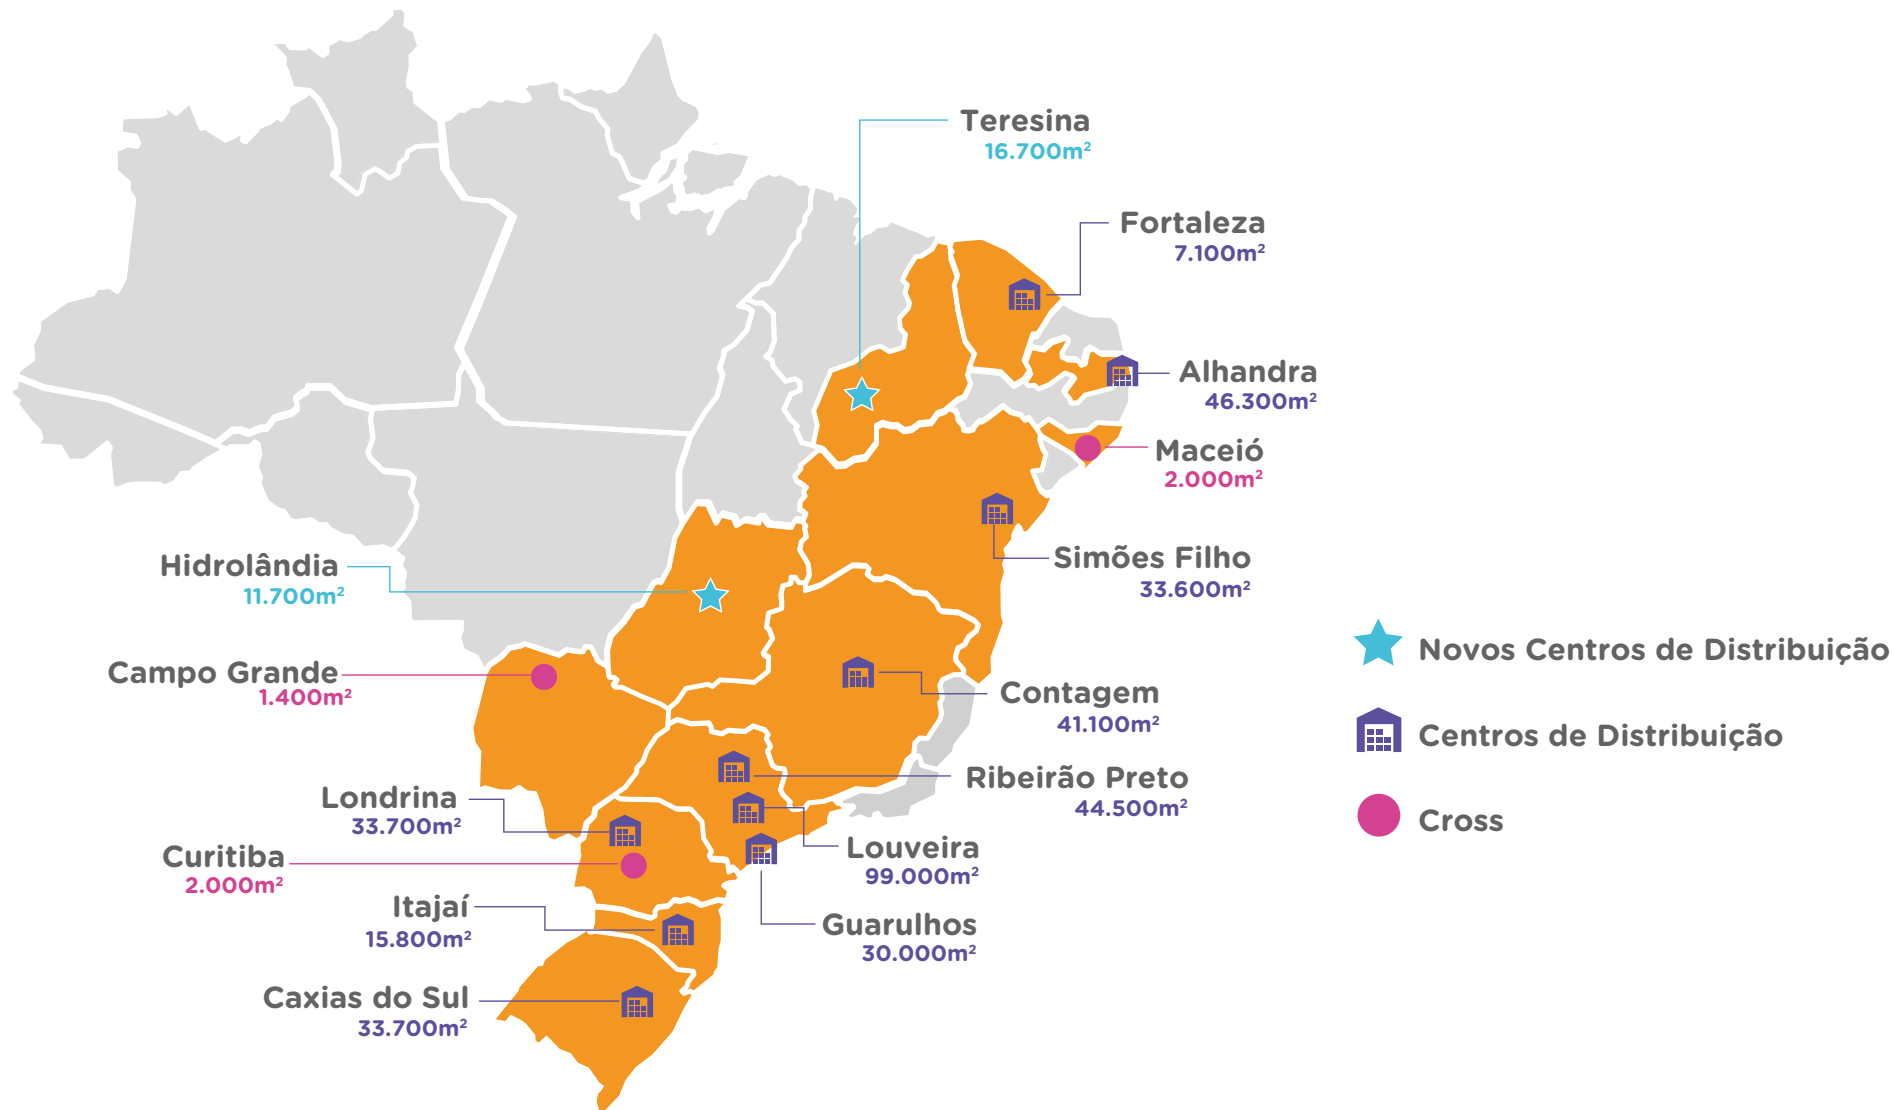 Teresina
16.700m²
Fortaleza
7.100m²
Alhandra
46.300m²
Maceió
2.000m²
Simões Filho
33.600m²
Hidrolândia
11.700m²
Campo Grande
1.400m²
Contagem
41.100m²
Ribeirão Preto
44.500m²
Londrina
33.700m²
Louveira
99.000m²
Curitiba
2.000m²
Guarulhos
30.000m²
Itajaí
15.800m²
Caxias do Sul
33.700m²
Novos Centros de Distribuição
Centros de Distribuição
Cross